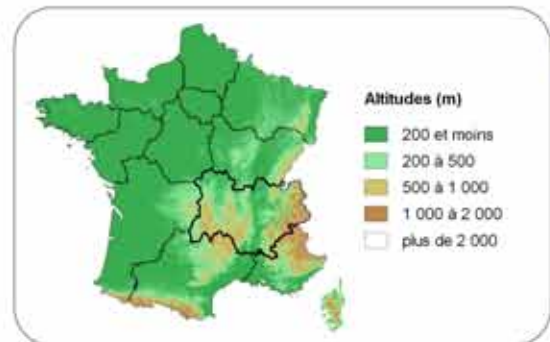 Altitudes (m)
200 et moins
200 à 500
500 à 1 000
1 000 à 2 000
plus de 2 000